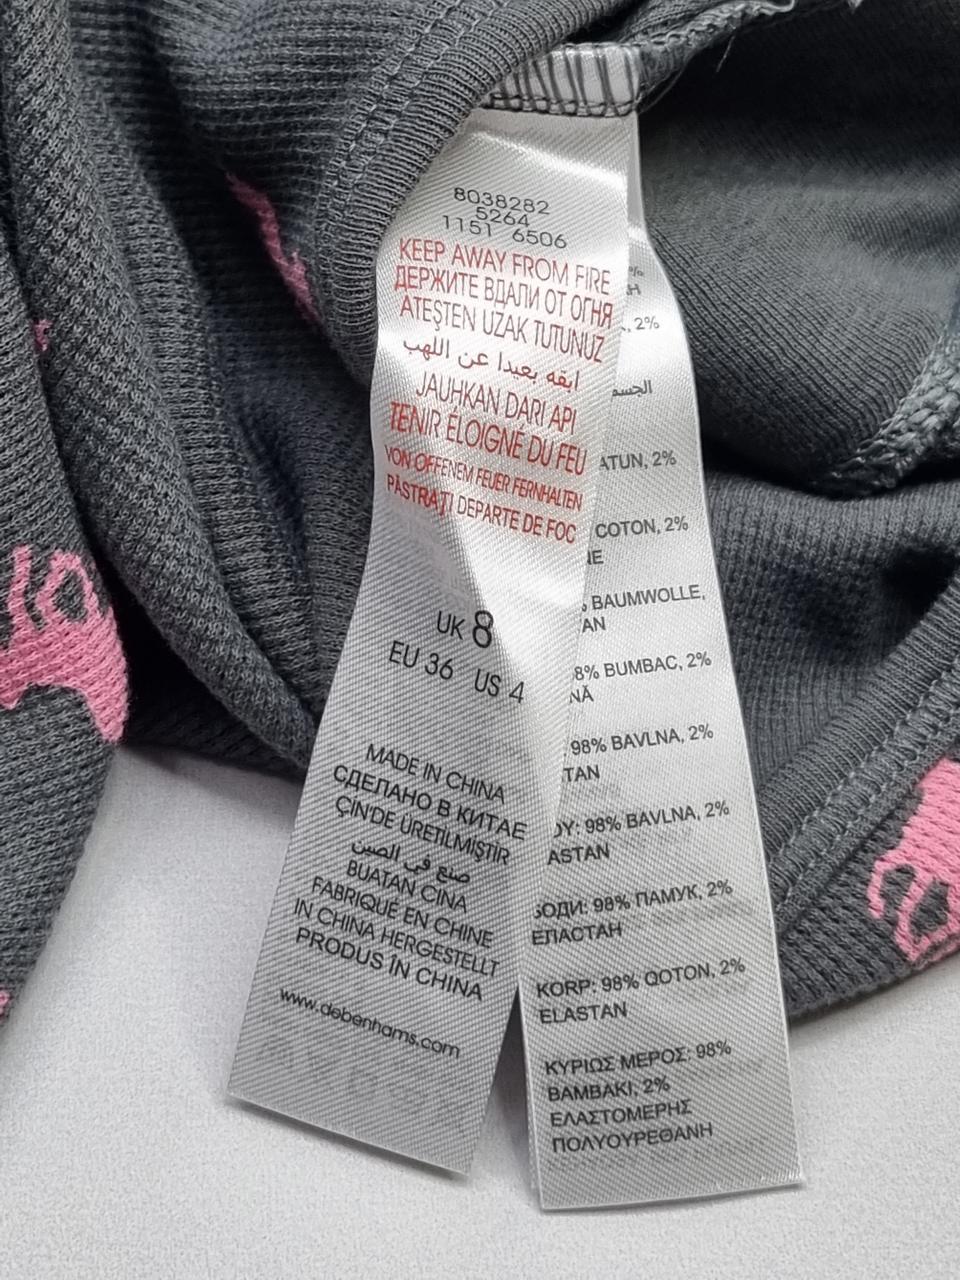 8038282
5264
1151 6506
KEEP AWAY FROM FIRE
ДЕРЖИТЕ ВДАЛИ ОТ ОГНЯ
ATEŞTEN UZAK TUTUNUZ
ابقه بعيدا عن اللهب
JAUHKAN DARI API
TENIR ÉLOIGNÉ DU FEU
VON OFFENEM FEUER FERNHALTEN
PĂSTRAŢI DEPARTE DE FOC
UK 8
EU 36 US 4
MADE IN CHINA
СДЕЛАНО В КИТАЕ
ÇIN'DE ÜRETİLMİŞTİR
صنع في الصين
BUATAN CINA
FABRIQUÉ EN CHINE
IN CHINA HERGESTELLT
PRODUS ÎN CHINA
www.debenhams.com
2%
2%
COTON, 2%
BAUMWOLLE,
98% BUMBAC, 2%
98% BAVLNA, 2%
98% BAVLNA, 2%
98% ПАМУК, 2%
ЕЛАСТАН
KORP: 98% QOTON, 2%
ELASTAN
ΚΥΡΙΩΣ ΜΕΡΟΣ: 98%
ΒΑΜΒΑΚΙ, 2%
ΕΛΑΣΤΟΜΕΡΗΣ
ΠΟΛΥΟΥΡΕΘΑΝΗ